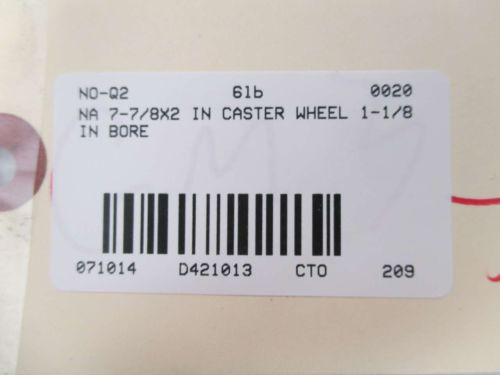 NO-Q2 6lb 0020
NA 7-7/8X2 IN CASTER WHEEL 1-1/8
IN BORE
071014 D421013 CTO 209